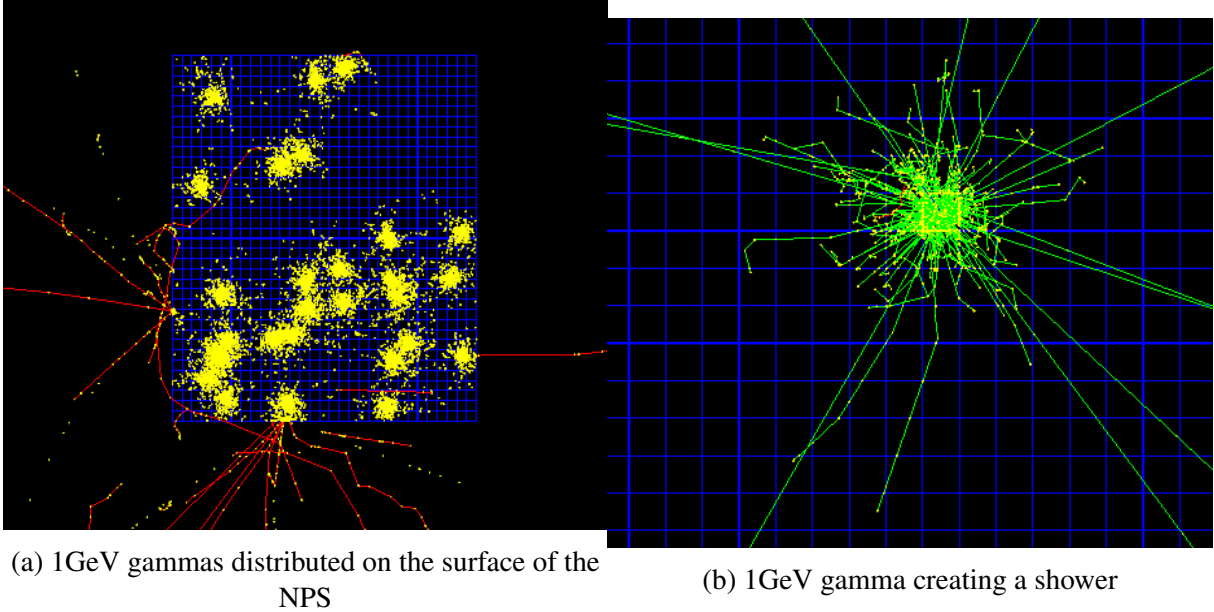 (a) 1GeV gammas distributed on the surface of the
NPS
(b) 1GeV gamma creating a shower